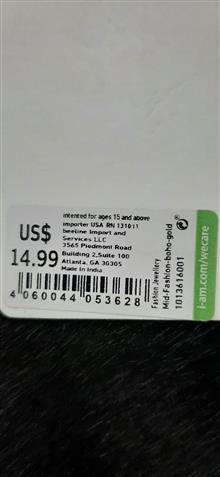 intented for ages 15 and above
importer USA RN 131011
beeline Import and
Services LLC
3565 Piedmont Road
Building 2,Suite 100
Atlanta, GA 30305
Made in India
US$
14.99
4 060044 053628
Fashion Jewellery
Mid-Fashion-boho-gold
1013616001
i-am.com/wecare